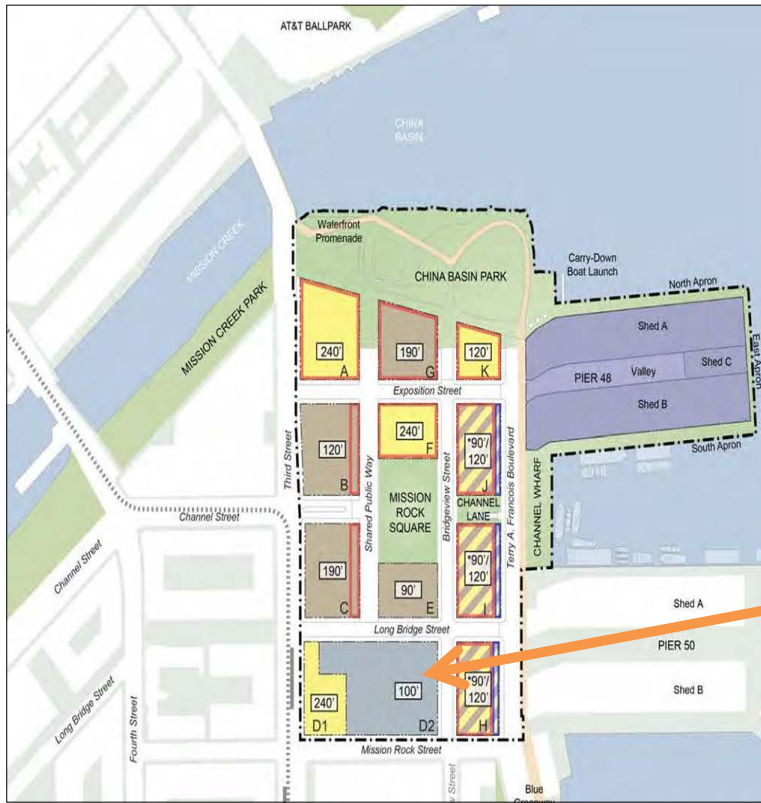 AT&T BALLPARK
CHINA
BASIN
MISSION CREEK
MISSION CREEK PARK
Waterfront
Promenade
CHINA BASIN PARK
Carry-Down
Boat Launch
North Apron
East Apron
South Apron
Shed A
PIER 48
Valley
Shed C
Shed B
240'
A
190'
G
120'
K
Exposition Street
Third Street
120'
B
Shared Public Way
240'
F
Bridgeview Street
*90'/
120'
J
Terry A. Francois Boulevard
CHANNEL WHARF
MISSION
ROCK
SQUARE
CHANNEL
LANE
Channel Street
Channel Street
190'
C
90'
E
*90'/
120'
I
Long Bridge Street
Shed A
PIER 50
Shed B
240'
D1
100'
D2
*90'/
120'
H
Long Bridge Street
Fourth Street
Mission Rock Street
Street
Blue